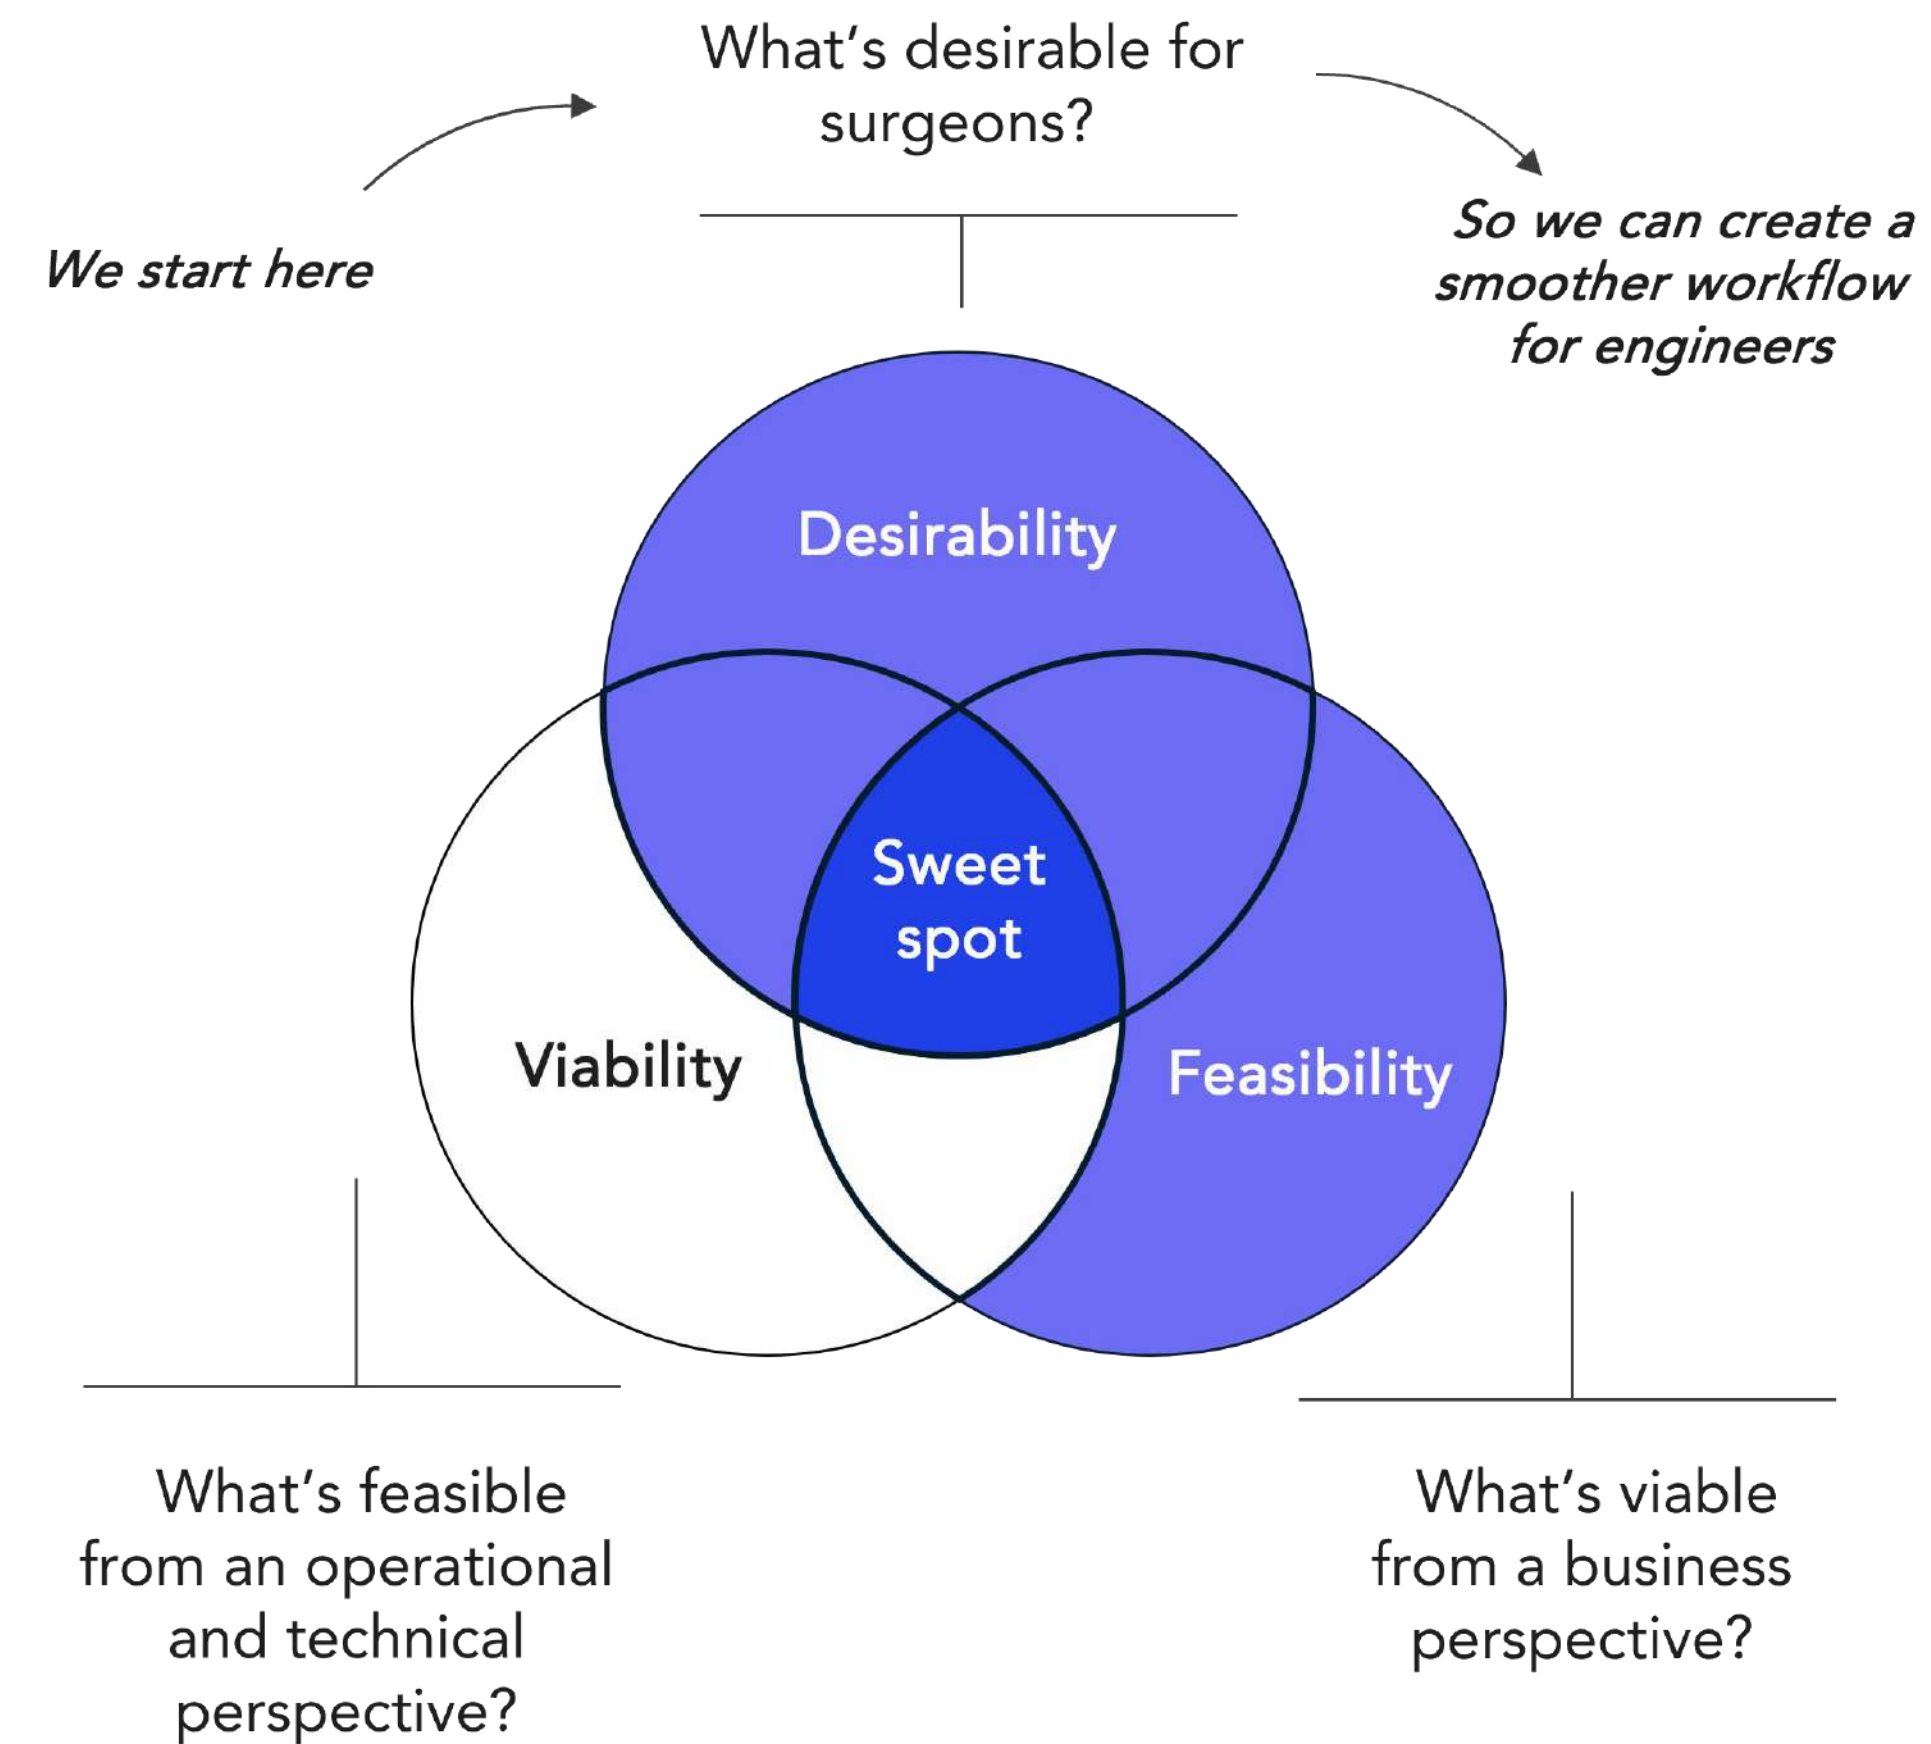 What's desirable for
surgeons?
We start here
So we can create a
smoother workflow
for engineers
Desirability
Sweet
spot
Viability
Feasibility
What's feasible
from an operational
and technical
perspective?
What's viable
from a business
perspective?